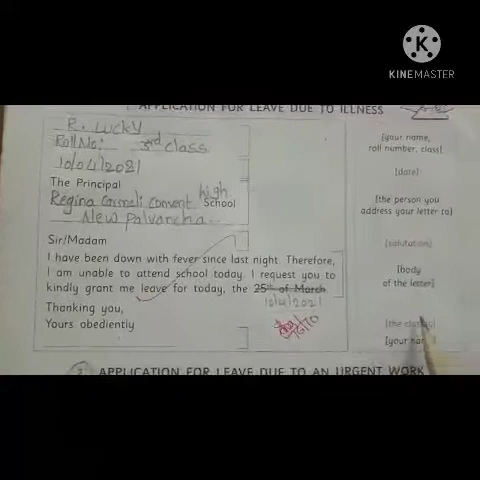 KINEMASTER
APPLICATION FOR LEAVE DUE TO ILLNESS
R. Lucky
Roll No: 3rd class
[your name,
roll number, class]
10/04/2021
[date]
The Principal
Regina Carmali convent high School
New Palvancha..
[the person you
address your letter to]
Sir/Madam
[salutation]
I have been down with fever since last night. Therefore,
I am unable to attend school today. I request you to
kindly grant me leave for today, the 25th of March
10/4/2021
[body
of the letter]
Thanking you,
Yours obediently
[the
[your
APPLICATION FOR LEAVE DUE TO AN URGENT WORK